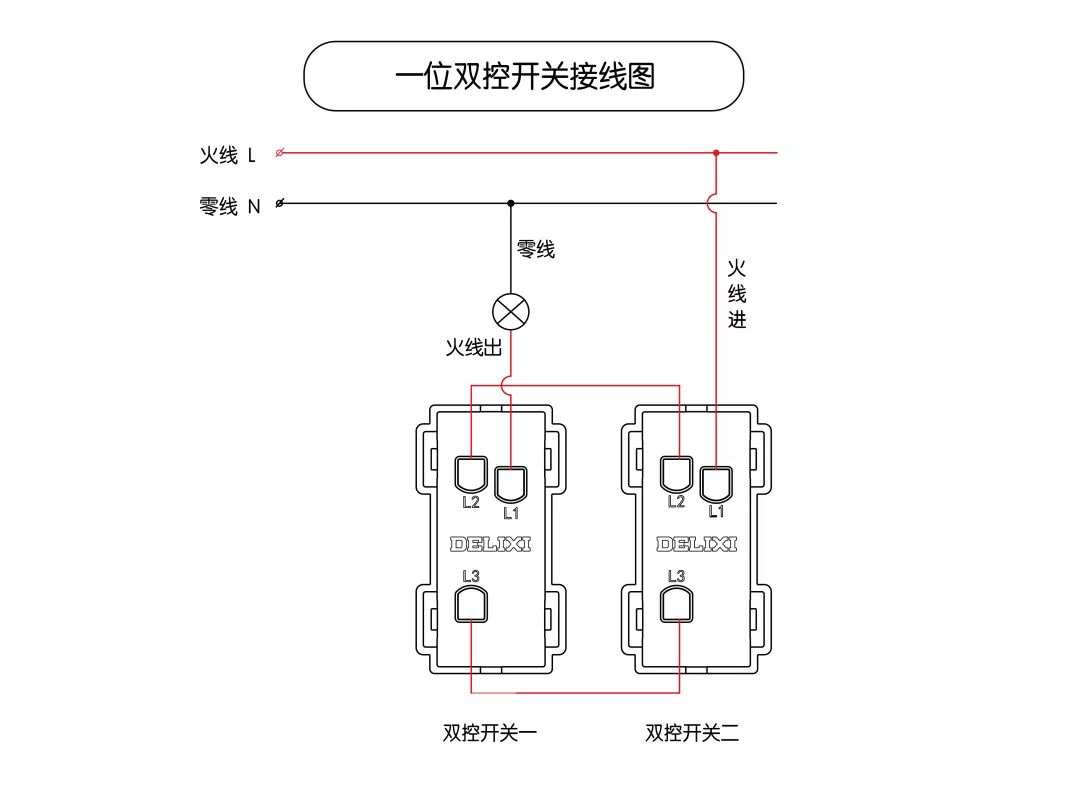 一位双控开关接线图
火线 L
零线 N
零线
火线进
火线出
L2
L1
L2
L1
DELIXI
DELIXI
L3
L3
双控开关一
双控开关二